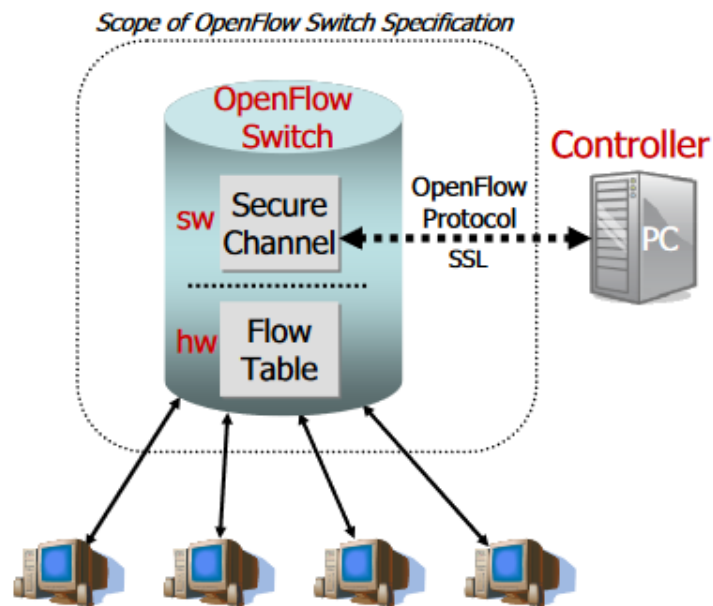 Scope of OpenFlow Switch Specification
OpenFlow
Switch
Controller
sw
Secure
Channel
OpenFlow
Protocol
SSL
PC
hw
Flow
Table